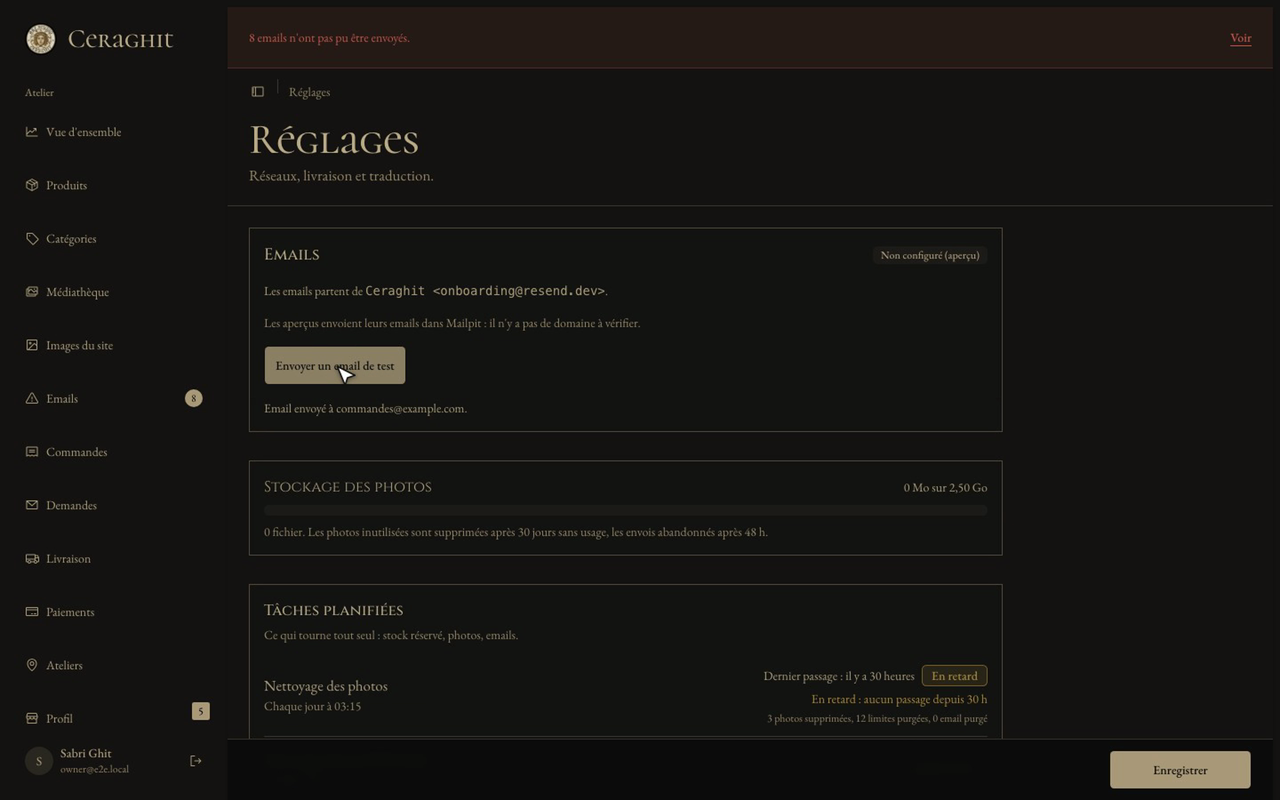 Ceraghit
8 emails n'ont pas pu être envoyés.
Voir
Atelier
Réglages
Vue d'ensemble
Réglages
Réseaux, livraison et traduction.
Produits
Catégories
Médiathèque
Images du site
Emails
8
Commandes
Demandes
Livraison
Paiements
Ateliers
Profil
5
S
Sabri Ghit
owner@e2e.local
Emails
Non configuré (aperçu)
Les emails partent de Ceraghit <onboarding@resend.dev>.
Les aperçus envoient leurs emails dans Mailpit : il n'y a pas de domaine à vérifier.
Envoyer un email de test
Email envoyé à commandes@example.com.
Stockage des photos
0 Mo sur 2,50 Go
0 fichier. Les photos inutilisées sont supprimées après 30 jours sans usage, les envois abandonnés après 48 h.
Tâches planifiées
Ce qui tourne tout seul : stock réservé, photos, emails.
Nettoyage des photos
Chaque jour à 03:15
Dernier passage : il y a 30 heures
En retard
En retard : aucun passage depuis 30 h
3 photos supprimées, 12 limites purgées, 0 email purgé
Enregistrer